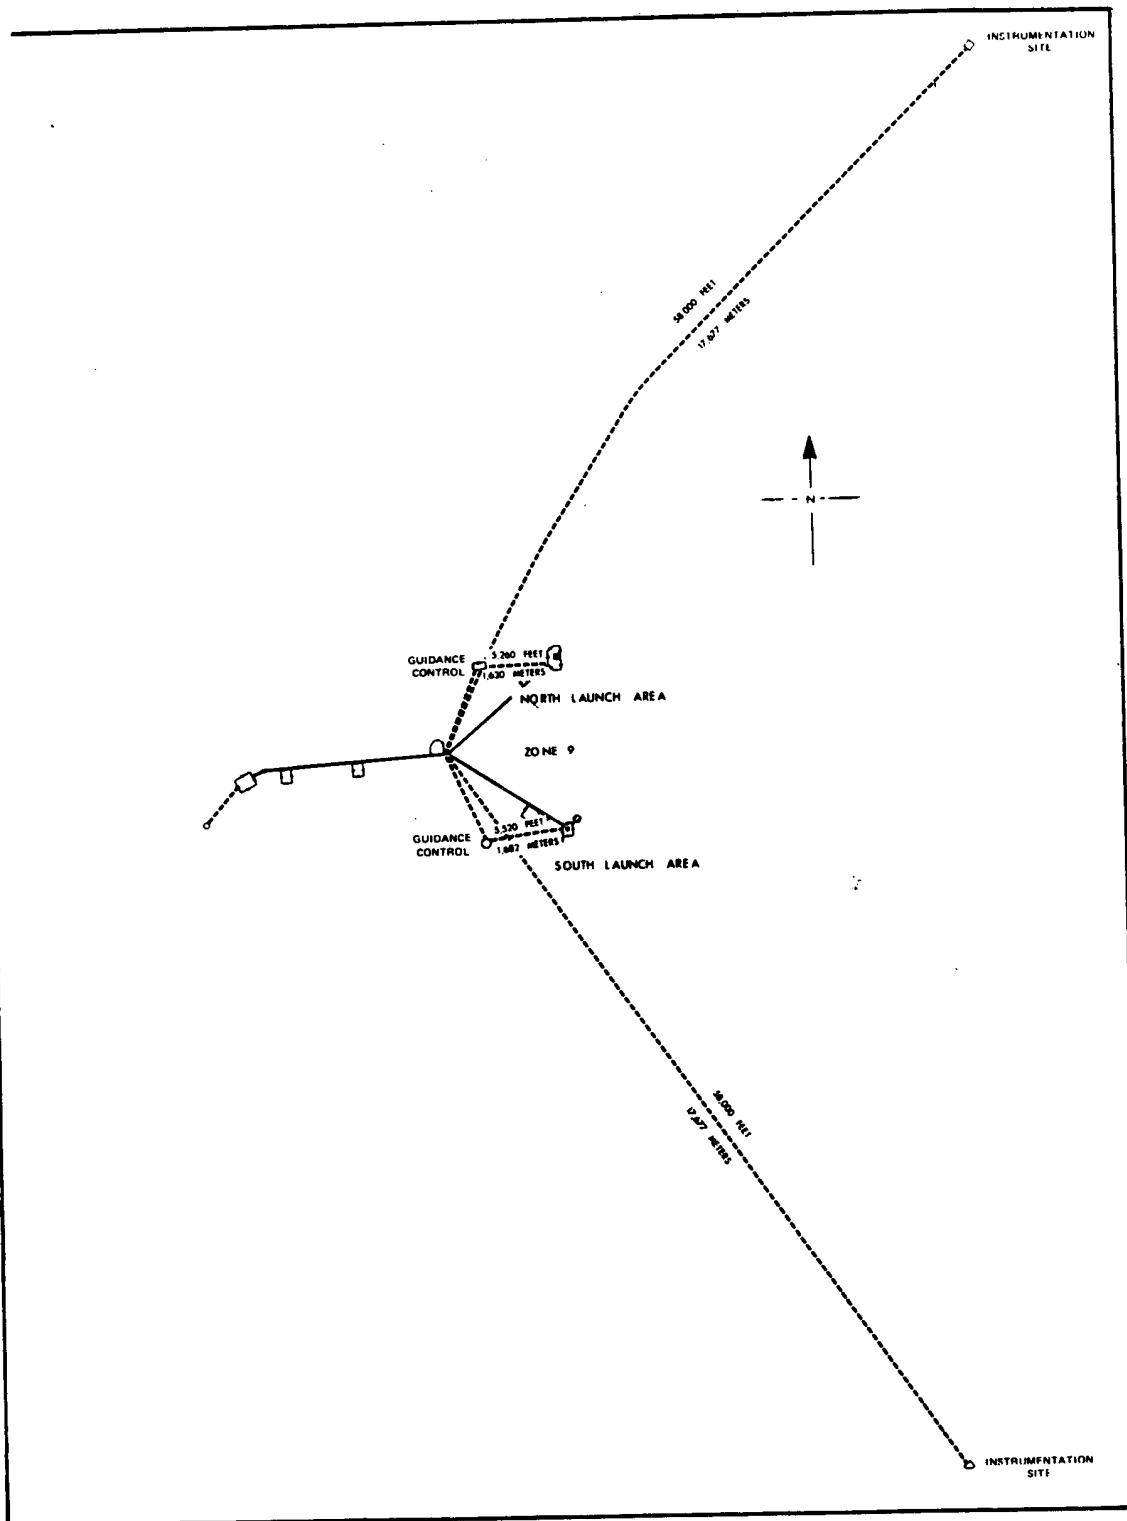 INSTRUMENTATION
SITE
58,000 FEET
17,677 METERS
N
GUIDANCE
CONTROL
5,260 FEET
1,630 METERS
NORTH LAUNCH AREA
ZONE 9
GUIDANCE
CONTROL
5,520 FEET
1,682 METERS
SOUTH LAUNCH AREA
58,000 FEET
17,677 METERS
INSTRUMENTATION
SITE